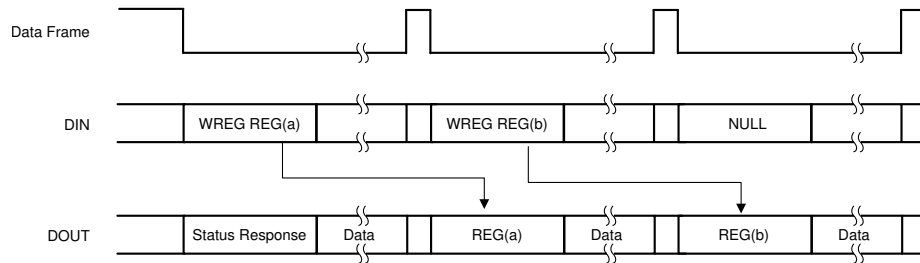 Data Frame
DIN WREG REG(a) WREG REG(b) NULL
DOUT Status Response Data REG(a) Data REG(b) Data